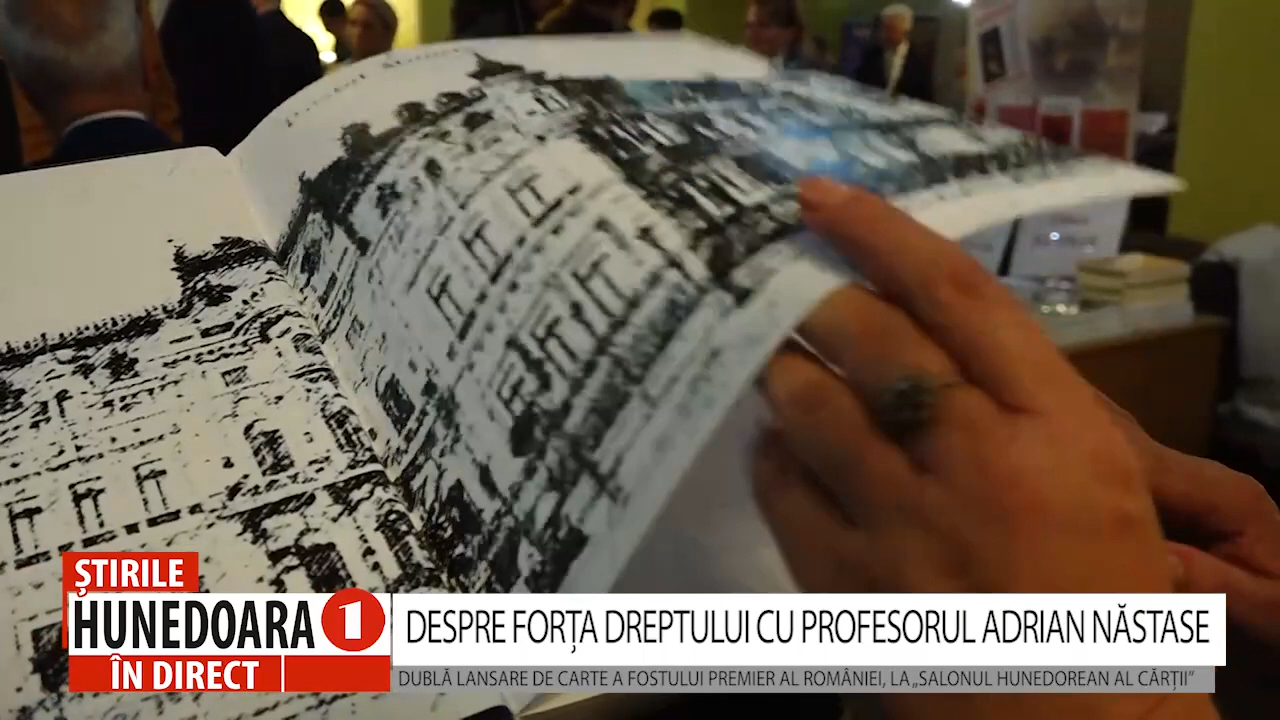 ȘTIRILE
HUNEDOARA 1
ÎN DIRECT
DESPRE FORȚA DREPTULUI CU PROFESORUL ADRIAN NĂSTASE
DUBLĂ LANSARE DE CARTE A FOSTULUI PREMIER AL ROMÂNIEI, LA „SALONUL HUNEDOREAN AL CĂRȚII”